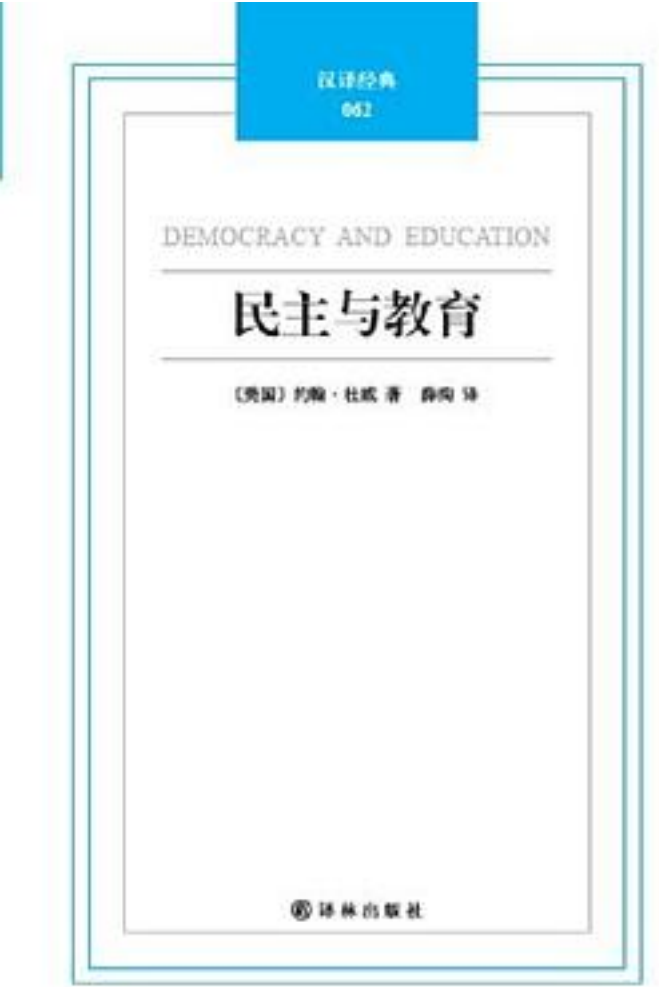 汉译经典
062
DEMOCRACY AND EDUCATION
民主与教育
〔美国〕约翰·杜威 著 薛绚 译
译林出版社